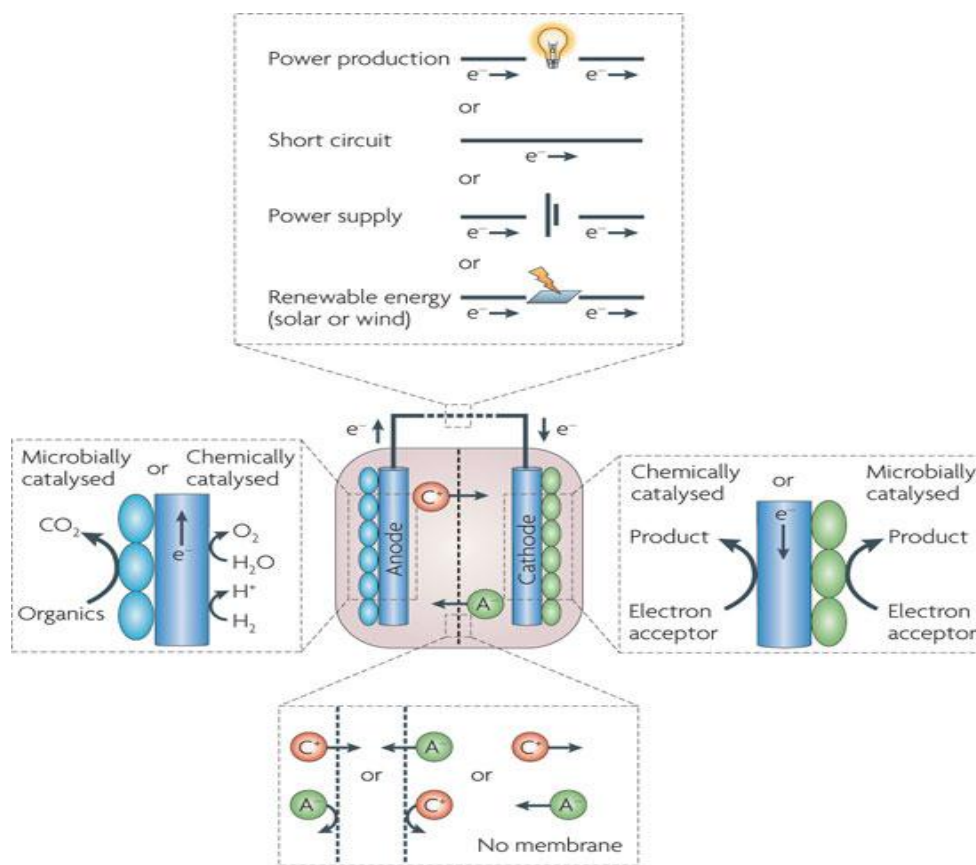 Power production
e⁻
e⁻
or
Short circuit
e⁻
or
Power supply
e⁻
e⁻
or
Renewable energy
(solar or wind)
e⁻
e⁻
e⁻
e⁻
Microbially
catalysed
or
Chemically
catalysed
CO₂
Organics
e⁻
O₂
H₂O
H⁺
H₂
Anode
C⁺
A⁻
Cathode
Chemically
catalysed
or
Microbially
catalysed
e⁻
Product
Electron
acceptor
Product
Electron
acceptor
C⁺
A⁻
or
A⁻
C⁺
or
C⁺
A⁻
No membrane